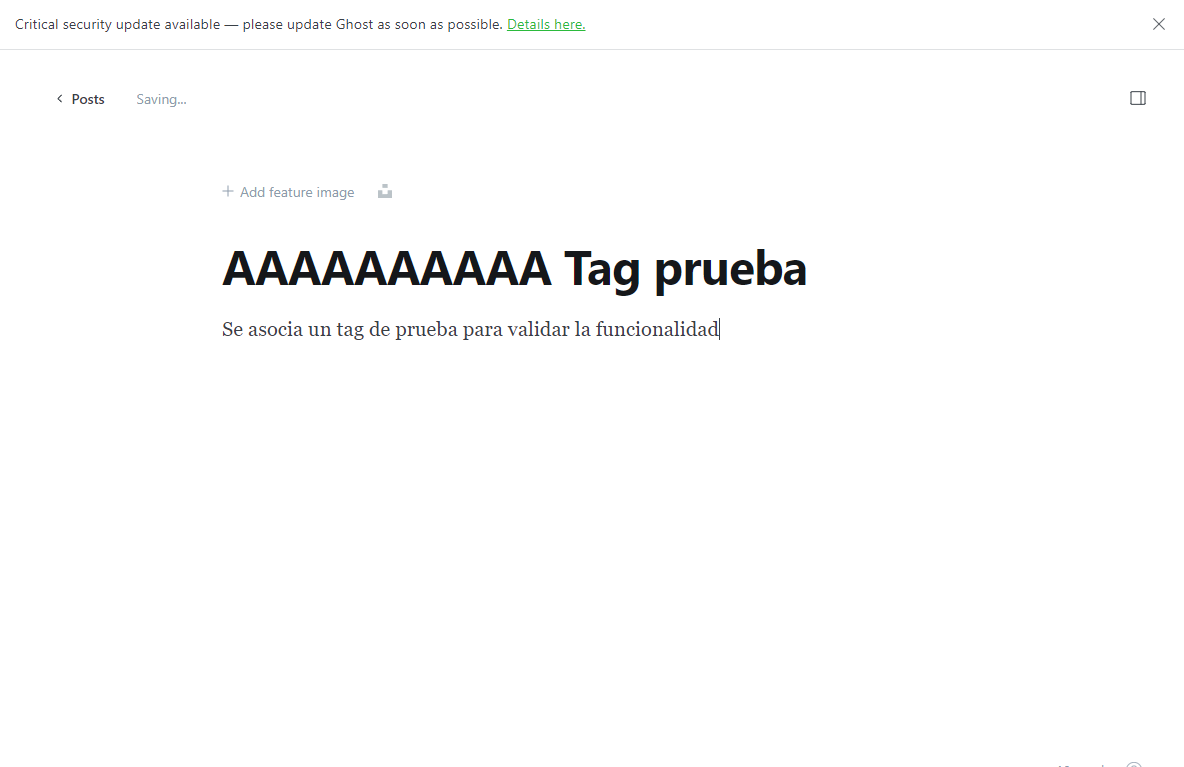 Critical security update available — please update Ghost as soon as possible. Details here.
Posts Saving...
Add feature image
AAAAAAAAAA Tag prueba
Se asocia un tag de prueba para validar la funcionalidad